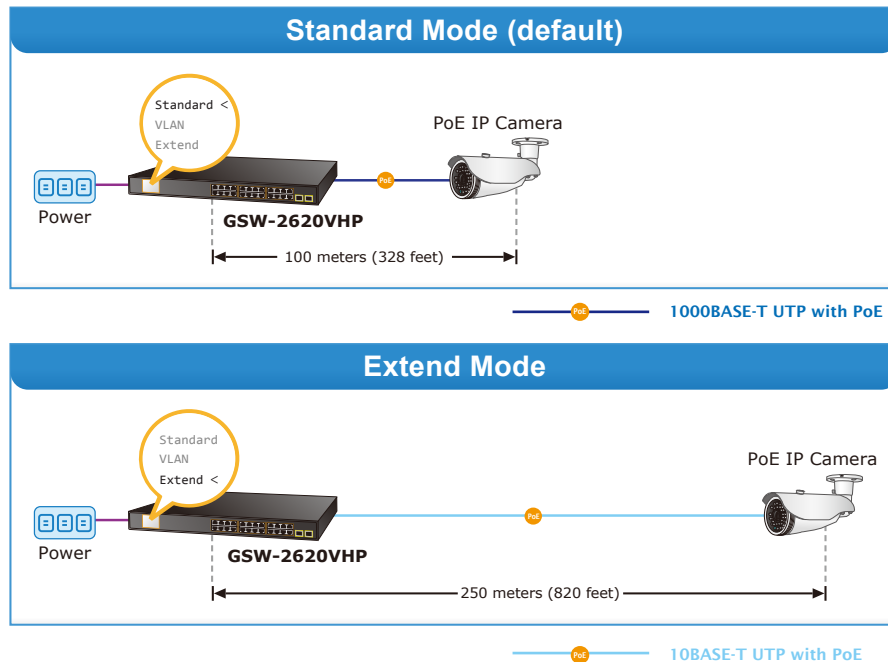 Standard Mode (default)
Standard <
VLAN
Extend
PoE IP Camera
PoE
Power
GSW-2620VHP
100 meters (328 feet)
PoE
1000BASE-T UTP with PoE
Extend Mode
Standard
VLAN
Extend <
PoE IP Camera
PoE
Power
GSW-2620VHP
250 meters (820 feet)
PoE
10BASE-T UTP with PoE